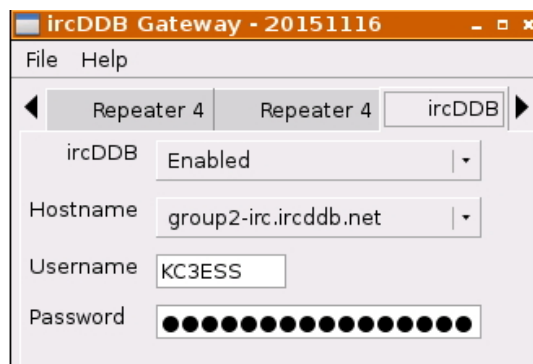 ircDDB Gateway - 20151116
File Help
Repeater 4 Repeater 4 ircDDB
ircDDB Enabled
Hostname group2-irc.ircddb.net
Username KC3ESS
Password ●●●●●●●●●●●●●●●●